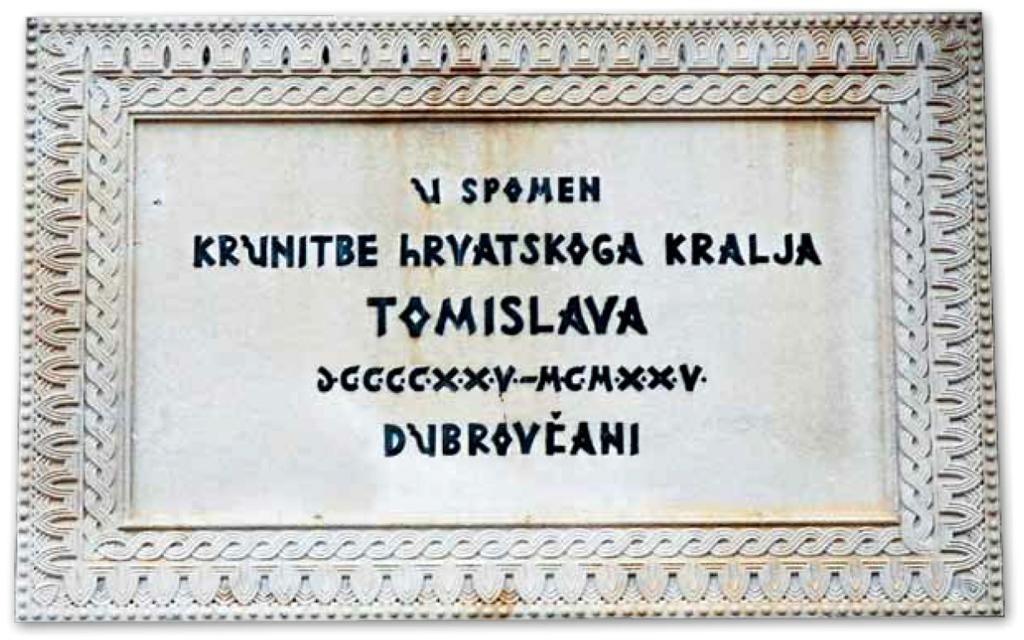 U SPOMEN
KRUNITBE HRVATSKOGA KRALJA
TOMISLAVA
DCCCCXXV·-MCMXXV·
DUBROVČANI